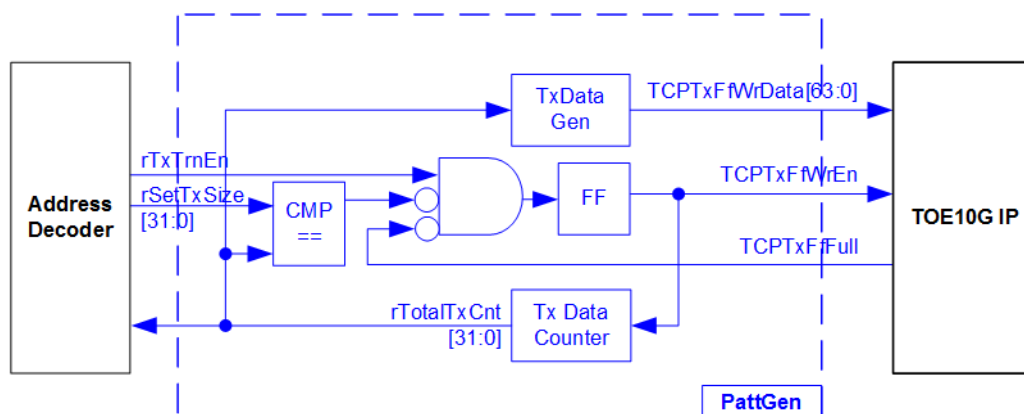 Address
Decoder
rTxTrnEn
rSetTxSize
[31:0]
CMP
==
TxData
Gen
FF
Tx Data
Counter
rTotalTxCnt
[31:0]
TCPTxFfWrData[63:0]
TCPTxFfWrEn
TCPTxFfFull
TOE10G IP
PattGen